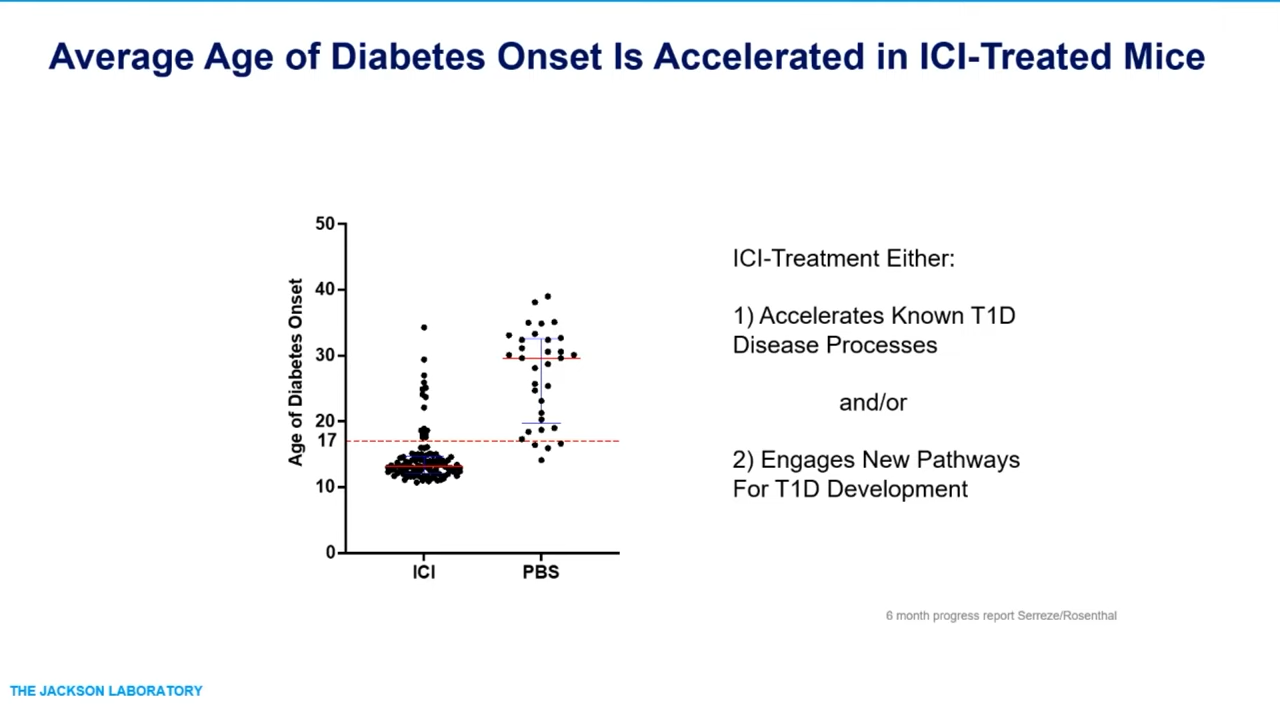 Average Age of Diabetes Onset Is Accelerated in ICI-Treated Mice
Age of Diabetes Onset
50
40
30
20
17
10
0
ICI
PBS
ICI-Treatment Either:
1) Accelerates Known T1D
Disease Processes
and/or
2) Engages New Pathways
For T1D Development
6 month progress report Serreze/Rosenthal
THE JACKSON LABORATORY